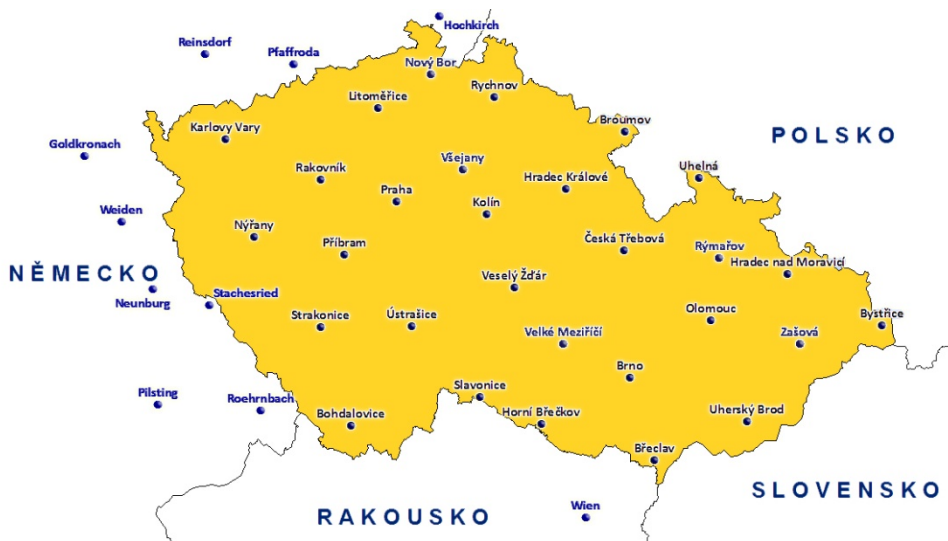 Hochkirch
Reinsdorf
Pfaffroda
Nový Bor
Rychnov
Litoměřice
Broumov
Karlovy Vary
POLSKO
Goldkronach
Všejany
Rakovník
Uhelná
Hradec Králové
Praha
Kolín
Weiden
Nýřany
Česká Třebová
Příbram
Rýmařov
NĚMECKO
Hradec nad Moravicí
Veselý Žďár
Neunburg
Stachesried
Strakonice
Ústrašice
Olomouc
Bystřice
Velké Meziříčí
Zašová
Brno
Slavonice
Pilsting
Roehrnbach
Bohdalovice
Horní Břečkov
Uherský Brod
Břeclav
SLOVENSKO
Wien
RAKOUSKO